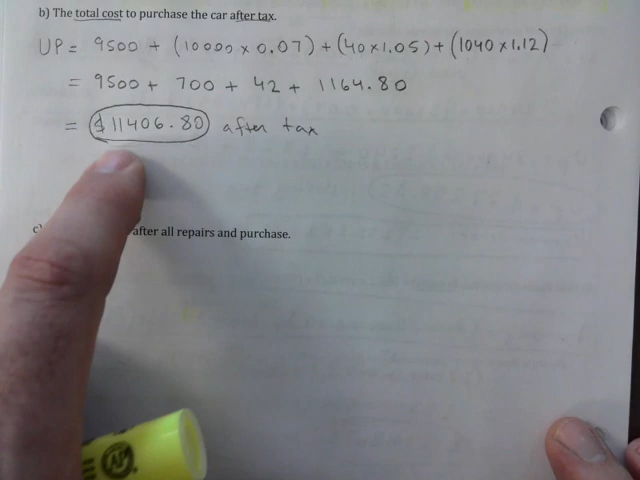 b) The total cost to purchase the car after tax.
UP = 9500 + (10000 x 0.07) + (40 x 1.05) + (1040 x 1.12)
= 9500 + 700 + 42 + 1164.80
= $11406.80 after tax
c) after all repairs and purchase.
AP